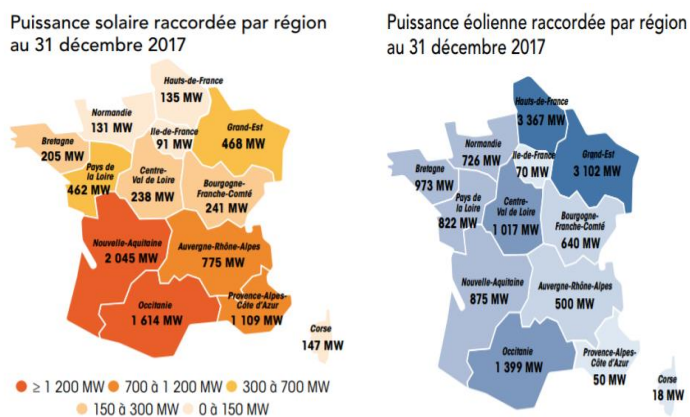 Puissance solaire raccordée par région
au 31 décembre 2017
Hauts-de-France
135 MW
Normandie
131 MW
Ile-de-France
91 MW
Grand-Est
468 MW
Bretagne
205 MW
Pays de
la Loire
462 MW
Centre-
Val de Loire
238 MW
Bourgogne-
Franche-Comté
241 MW
Nouvelle-Aquitaine
2 045 MW
Auvergne-Rhône-Alpes
775 MW
Occitanie
1 614 MW
Provence-Alpes-
Côte d'Azur
1 109 MW
Corse
147 MW
≥ 1 200 MW
700 à 1 200 MW
300 à 700 MW
150 à 300 MW
0 à 150 MW
Puissance éolienne raccordée par région
au 31 décembre 2017
Hauts-de-France
3 367 MW
Normandie
726 MW
Ile-de-France
70 MW
Grand-Est
3 102 MW
Bretagne
973 MW
Pays de
la Loire
822 MW
Centre-
Val de Loire
1 017 MW
Bourgogne-
Franche-Comté
640 MW
Nouvelle-Aquitaine
875 MW
Auvergne-Rhône-Alpes
500 MW
Occitanie
1 399 MW
Provence-Alpes-
Côte d'Azur
50 MW
Corse
18 MW